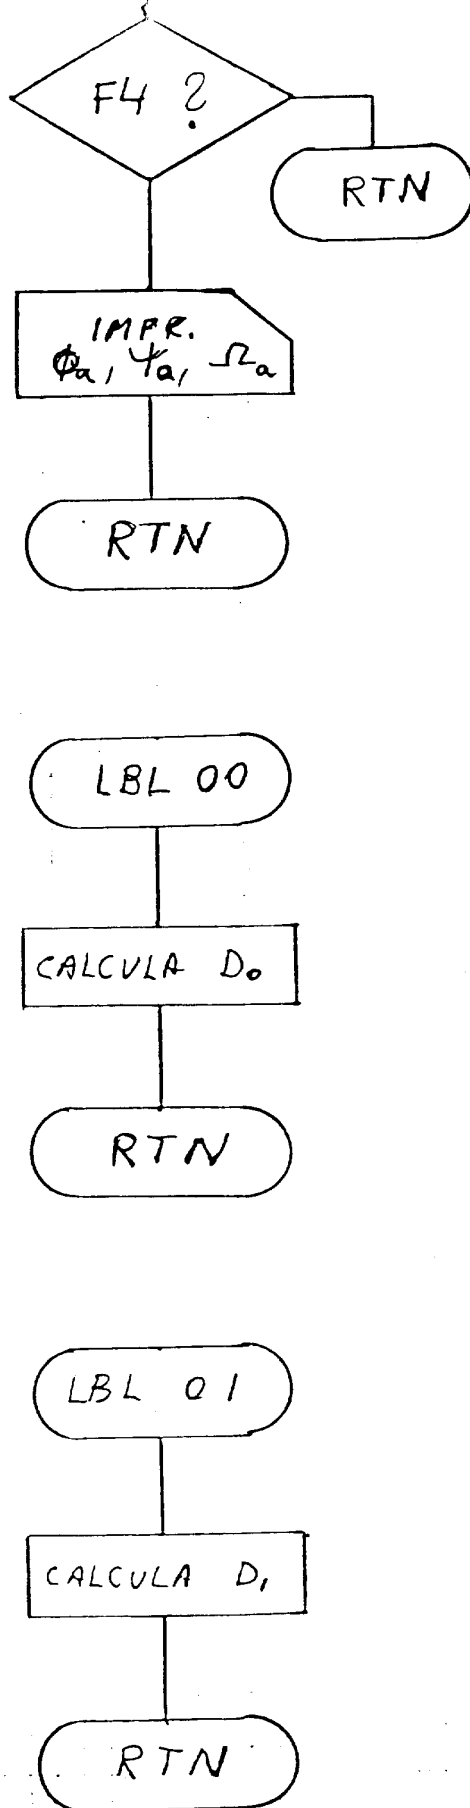 F4 ?
RTN
IMPR.
Φa, Ψa, Ωa
RTN
LBL 00
CALCULA D₀
RTN
LBL 01
CALCULA D₁
RTN